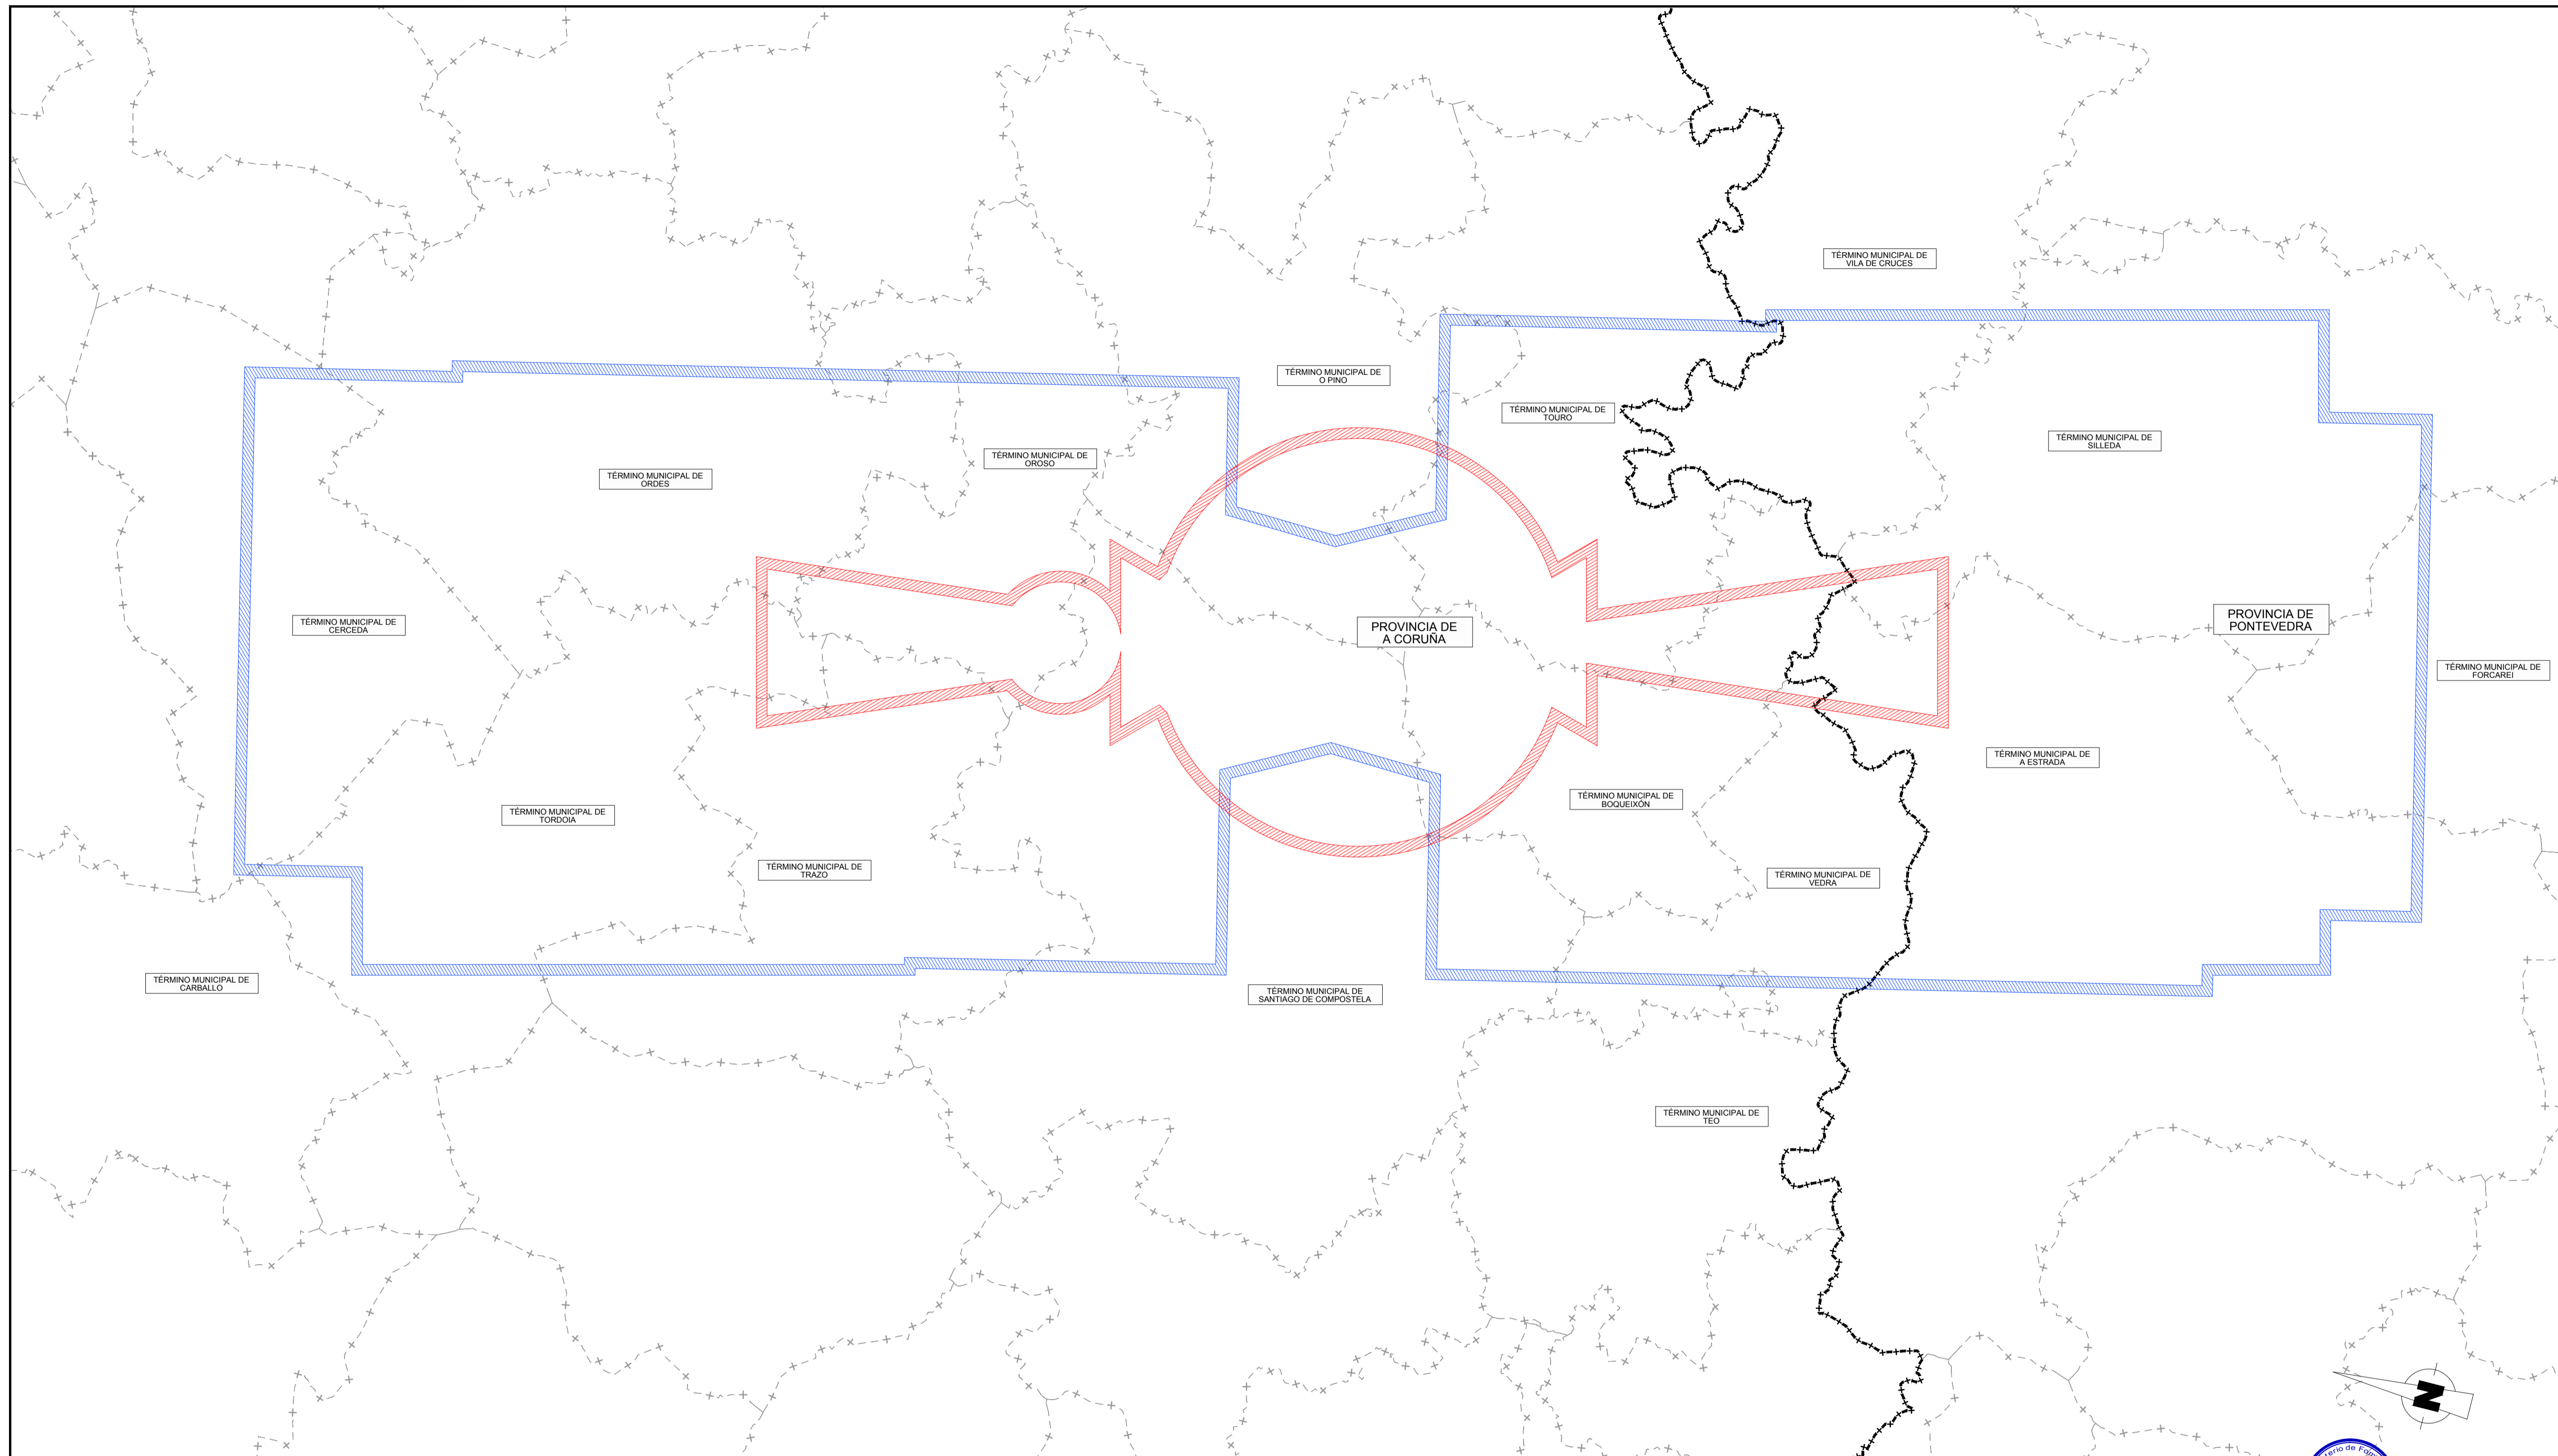 TÉRMINO MUNICIPAL DE
VILA DE CRUCES
TÉRMINO MUNICIPAL DE
O PINO
TÉRMINO MUNICIPAL DE
TOURO
TÉRMINO MUNICIPAL DE
SILLEDA
TÉRMINO MUNICIPAL DE
OROSO
TÉRMINO MUNICIPAL DE
ORDES
TÉRMINO MUNICIPAL DE
CERCEDA
PROVINCIA DE
A CORUÑA
PROVINCIA DE
PONTEVEDRA
TÉRMINO MUNICIPAL DE
FORCAREI
TÉRMINO MUNICIPAL DE
A ESTRADA
TÉRMINO MUNICIPAL DE
BOQUEIXÓN
TÉRMINO MUNICIPAL DE
TORDOIA
TÉRMINO MUNICIPAL DE
TRAZO
TÉRMINO MUNICIPAL DE
VEDRA
TÉRMINO MUNICIPAL DE
CARBALLO
TÉRMINO MUNICIPAL DE
SANTIAGO DE COMPOSTELA
TÉRMINO MUNICIPAL DE
TEO
N